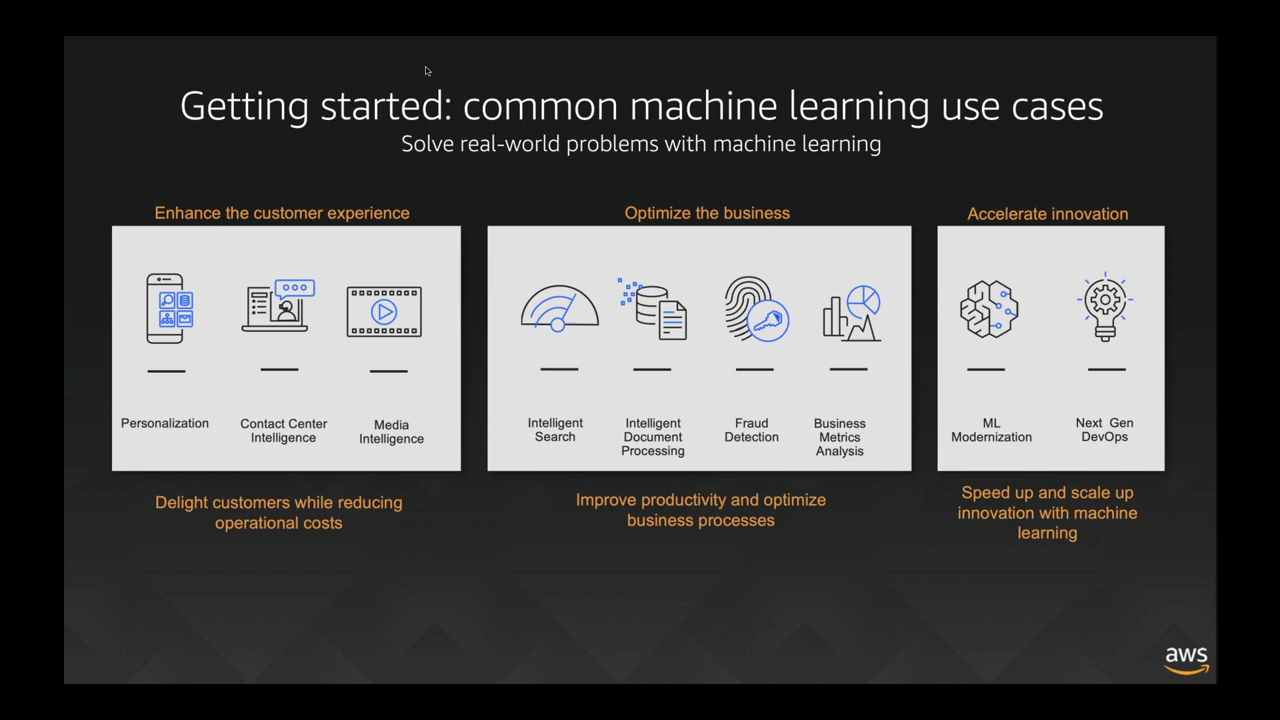 Getting started: common machine learning use cases
Solve real-world problems with machine learning
Enhance the customer experience
Personalization
Contact Center
Intelligence
Media
Intelligence
Delight customers while reducing
operational costs
Optimize the business
Intelligent
Search
Intelligent
Document
Processing
Fraud
Detection
Business
Metrics
Analysis
Improve productivity and optimize
business processes
Accelerate innovation
ML
Modernization
Next Gen
DevOps
Speed up and scale up
innovation with machine
learning
aws